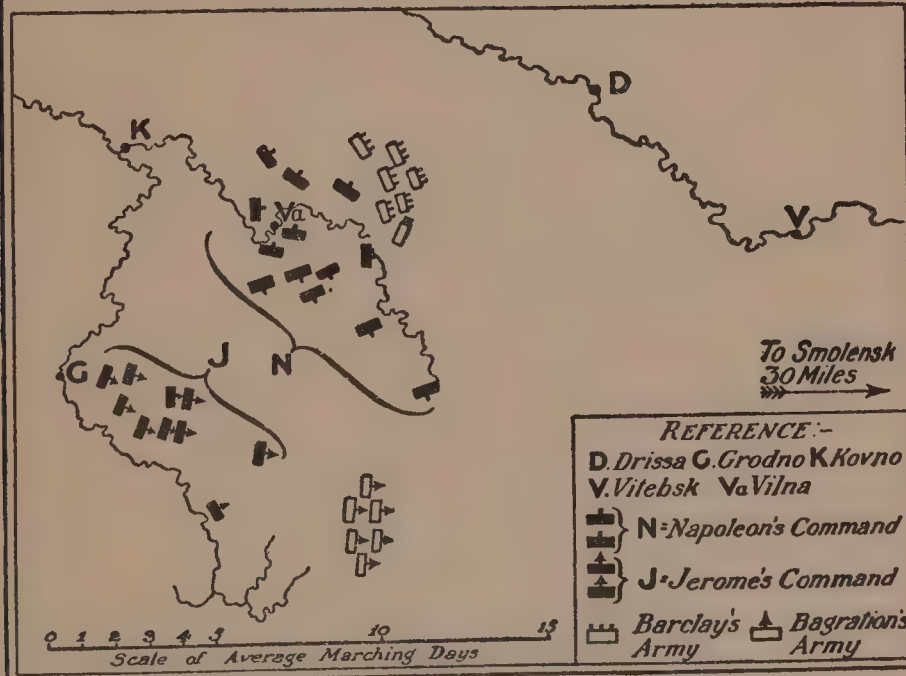 D
K
Va
V
G
J
N
To Smolensk
30 Miles
REFERENCE:-
D. Drissa G. Grodno K Kovno
V. Vitebsk Va Vilna
N = Napoleon's Command
J = Jerome's Command
Barclay's Army
Bagration's Army
0 1 2 3 4 5 10 15
Scale of Average Marching Days